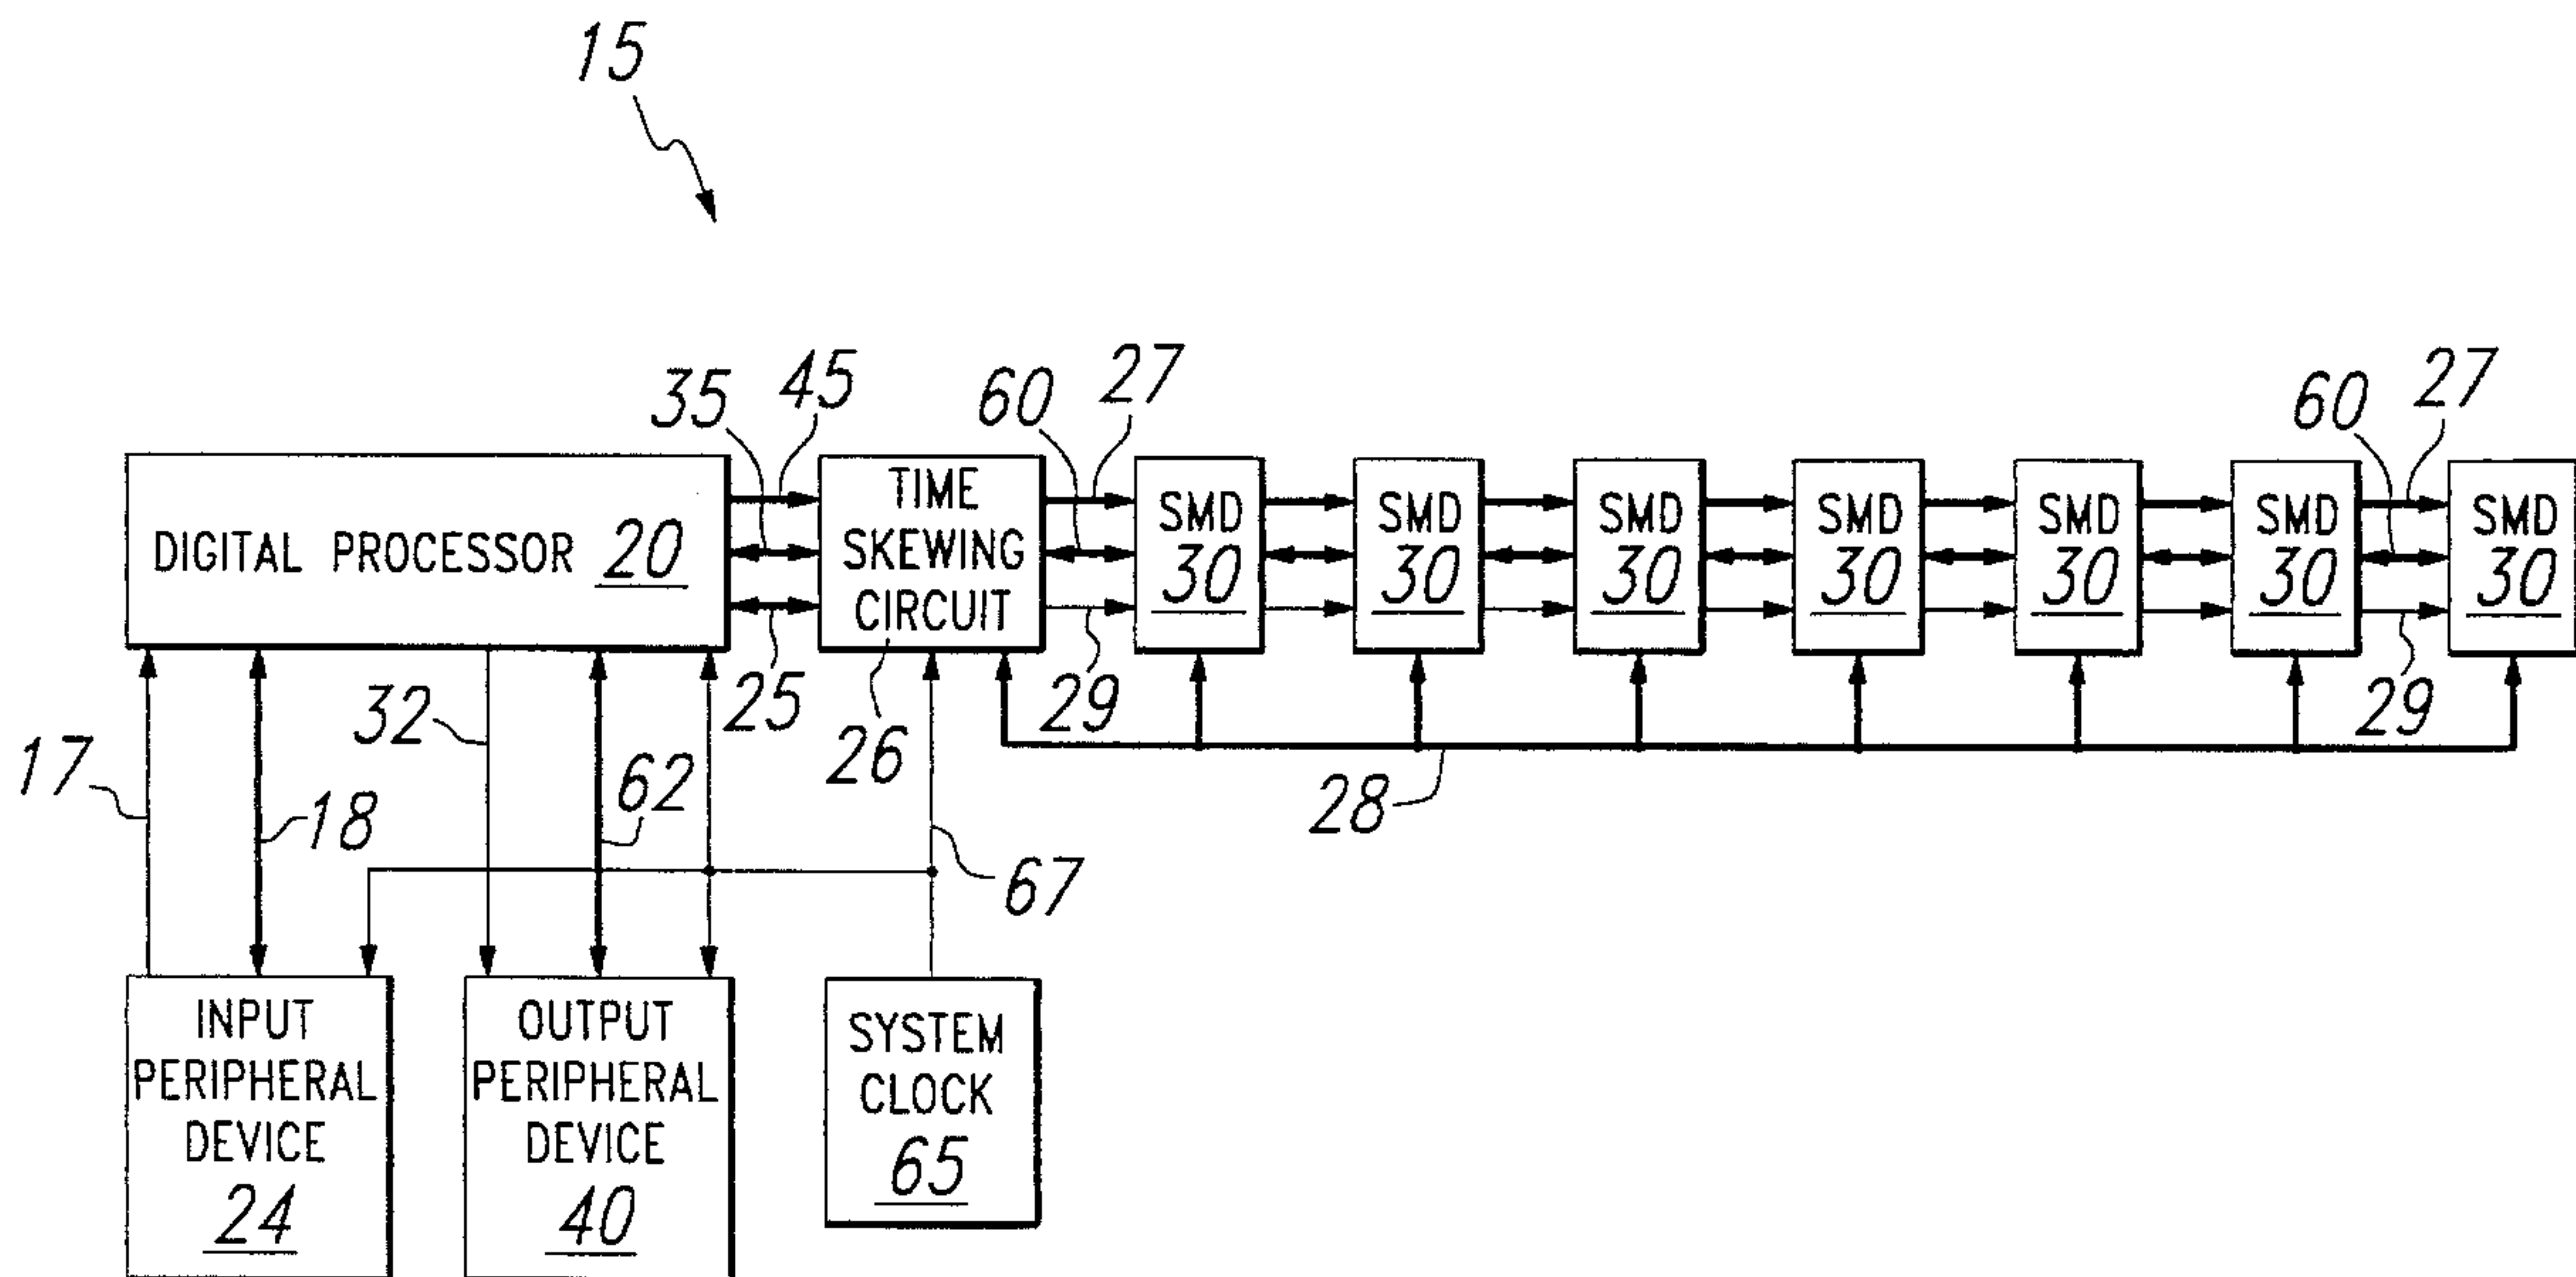 15
45
35
60
27
60
27
DIGITAL PROCESSOR 20
TIME
SKEWING
CIRCUIT
SMD
30
SMD
30
SMD
30
SMD
30
SMD
30
SMD
30
SMD
30
25
29
29
32
26
28
17
18
62
67
INPUT
PERIPHERAL
DEVICE
24
OUTPUT
PERIPHERAL
DEVICE
40
SYSTEM
CLOCK
65